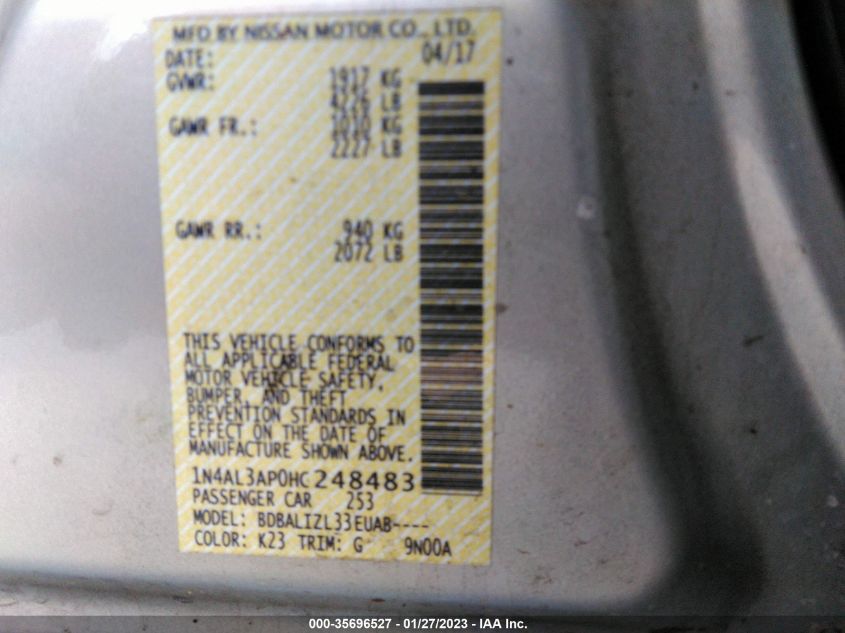 MFD BY NISSAN MOTOR CO., LTD.
DATE: 04/17
GVWR: 1917 KG
4226 LB
GAWR FR.: 1010 KG
2227 LB
GAWR RR.: 940 KG
2072 LB
THIS VEHICLE CONFORMS TO
ALL APPLICABLE FEDERAL
MOTOR VEHICLE SAFETY,
BUMPER, AND THEFT
PREVENTION STANDARDS IN
EFFECT ON THE DATE OF
MANUFACTURE SHOWN ABOVE.
1N4AL3AP0HC248483
PASSENGER CAR 253
MODEL: BDBALIZL33EUAB----
COLOR: K23 TRIM: G 9N00A
000-35696527 - 01/27/2023 - IAA Inc.